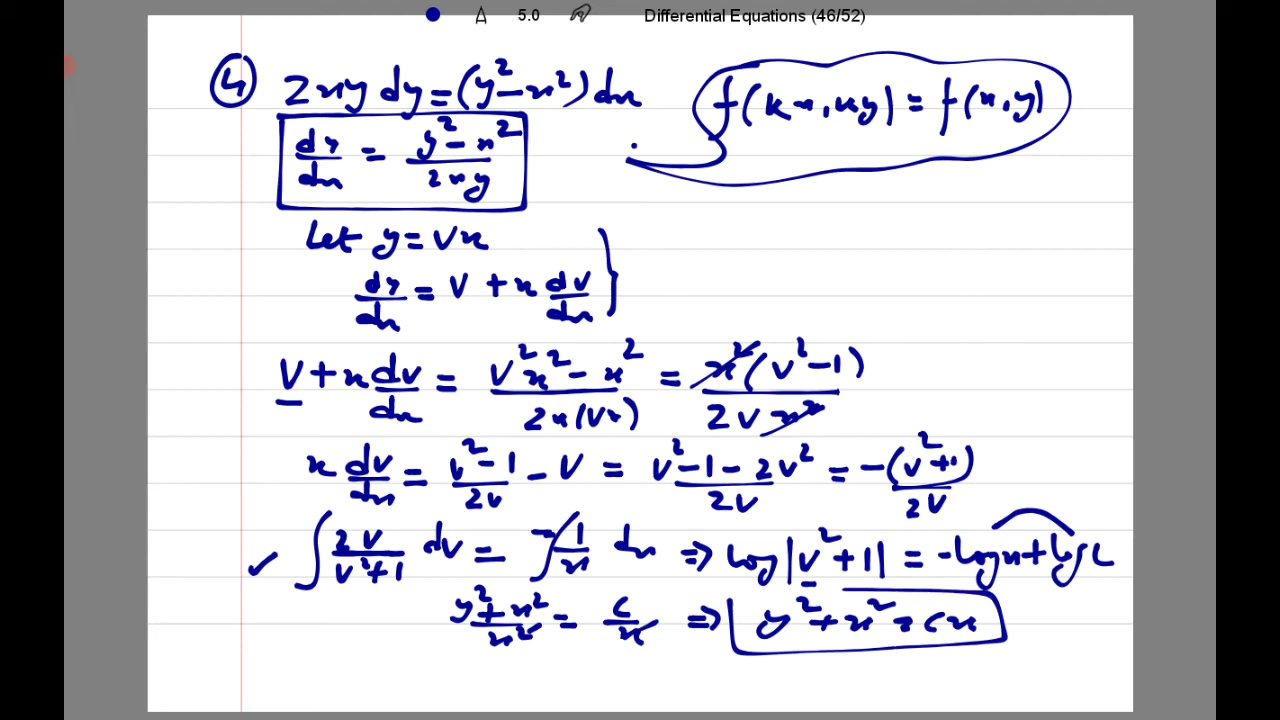 5.0 Differential Equations (46/52)
④ 2xy dy = (y² - x²) dx f(kx, ky) = f(x, y)
dy/dx = (y² - x²)/(2xy)
Let y = Vx
dy/dx = V + x dV/dx
V + x dV/dx = (V²x² - x²)/(2x(Vx)) = x²(V² - 1)/(2V x²)
x dV/dx = (V² - 1)/(2V) - V = (V² - 1 - 2V²)/(2V) = -(V² + 1)/(2V)
✓ ∫ 2V/(V² + 1) dV = -∫ 1/x dx ⇒ log|V² + 1| = -log x + log C
(y² + x²)/x² = C/x ⇒ y² + x² = Cx